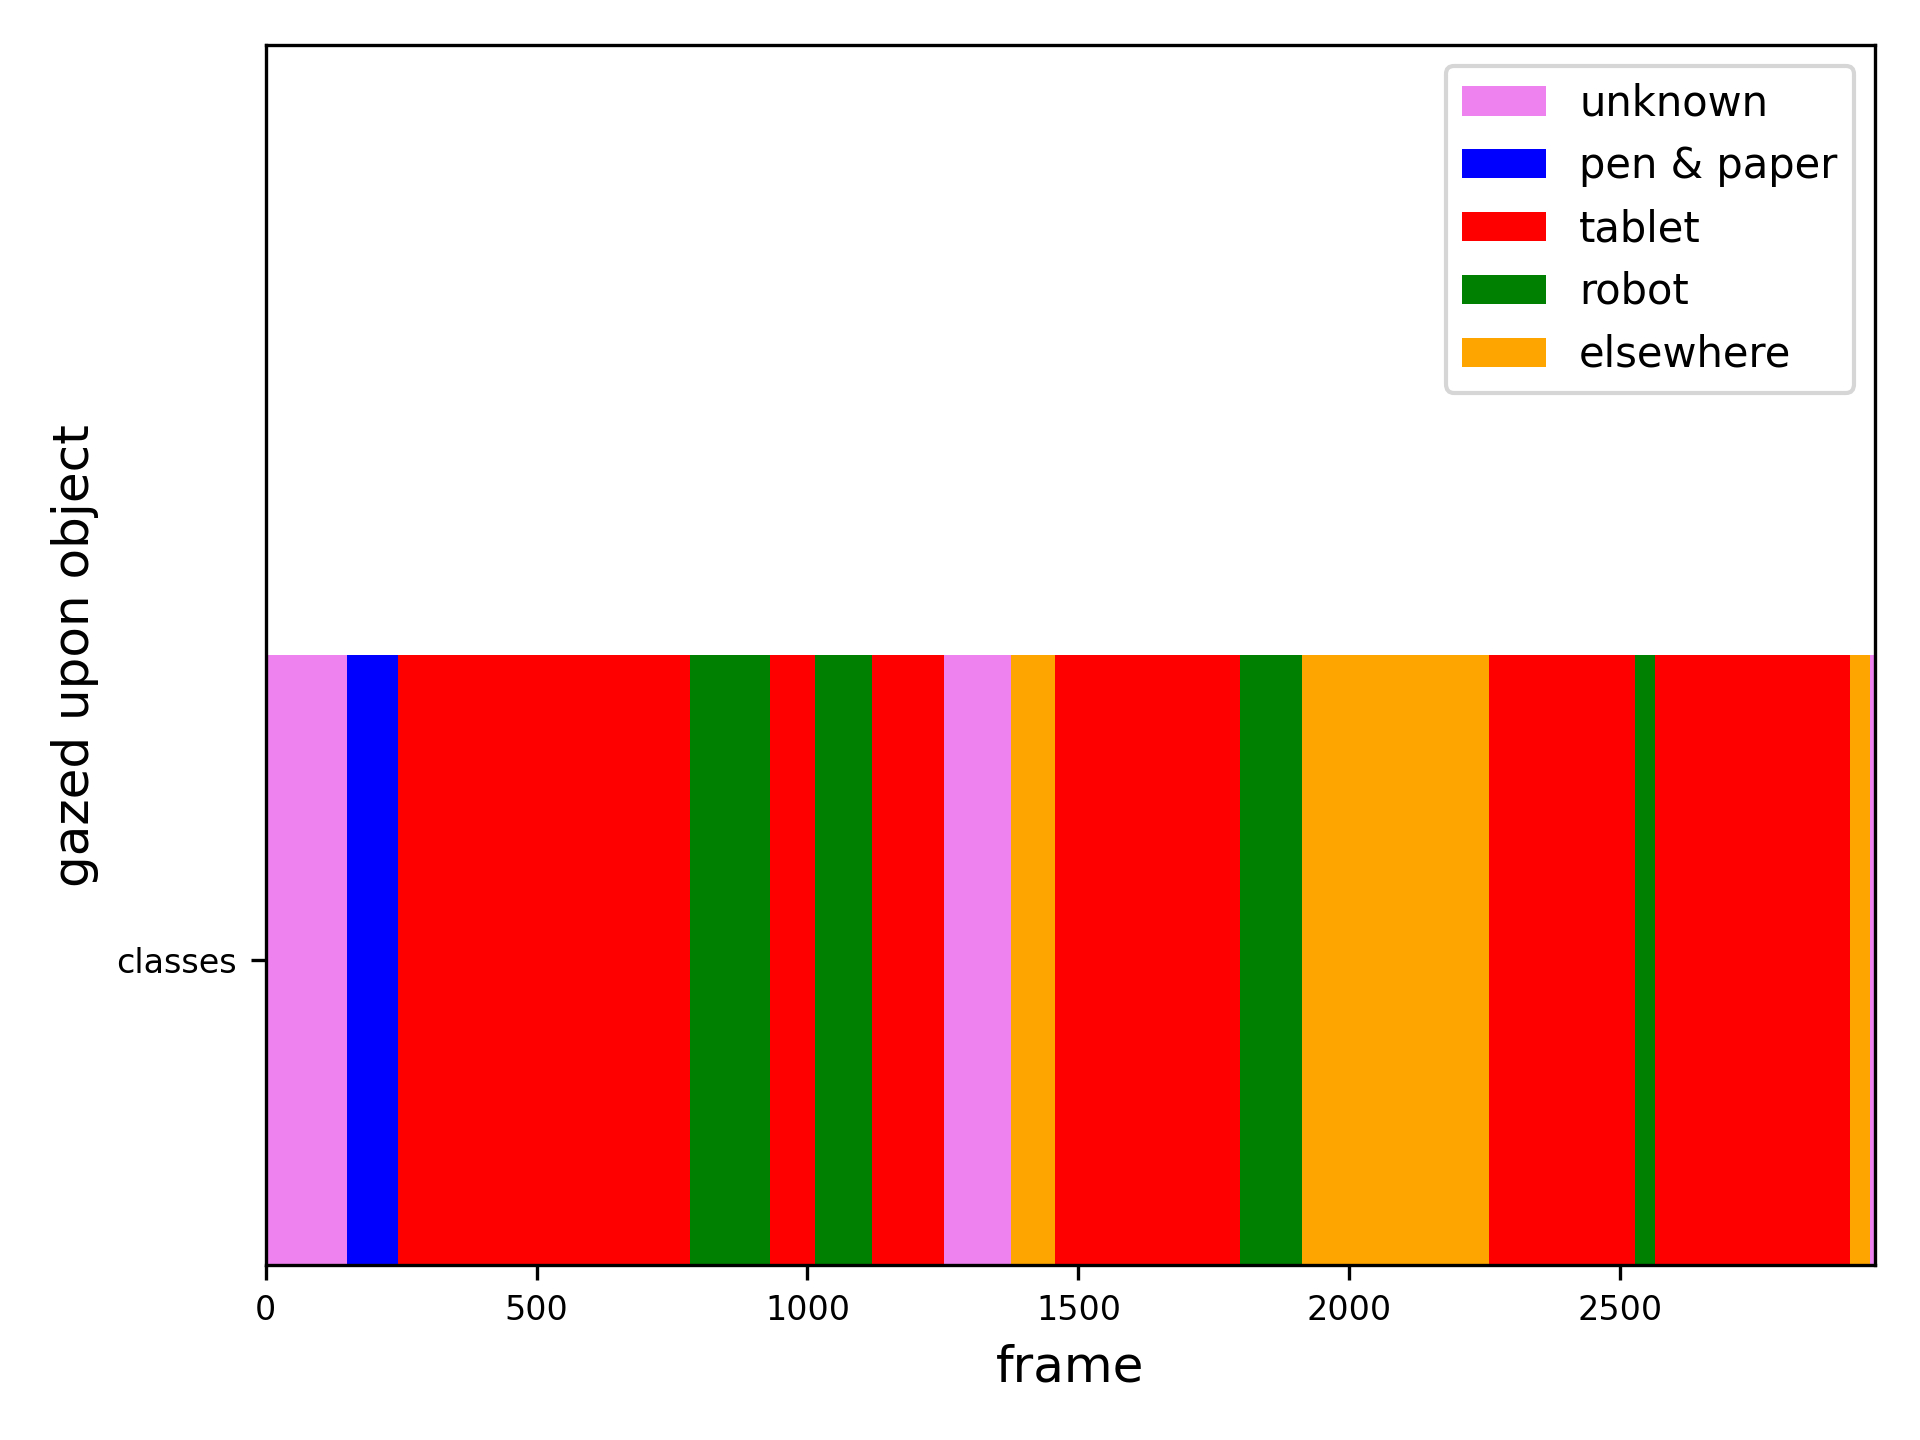 unknown
pen & paper
tablet
robot
elsewhere
gazed upon object
classes
0 500 1000 1500 2000 2500
frame